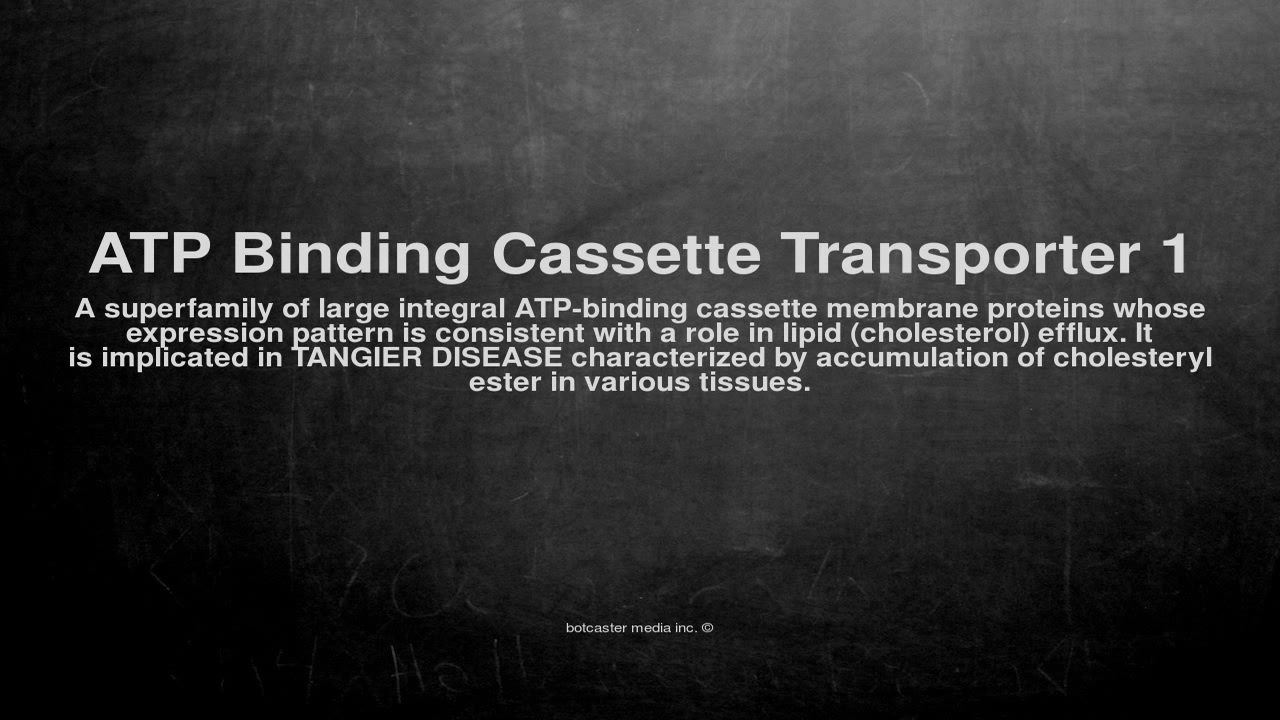 ATP Binding Cassette Transporter 1
A superfamily of large integral ATP-binding cassette membrane proteins whose
expression pattern is consistent with a role in lipid (cholesterol) efflux. It
is implicated in TANGIER DISEASE characterized by accumulation of cholesteryl
ester in various tissues.
botcaster media inc. ©